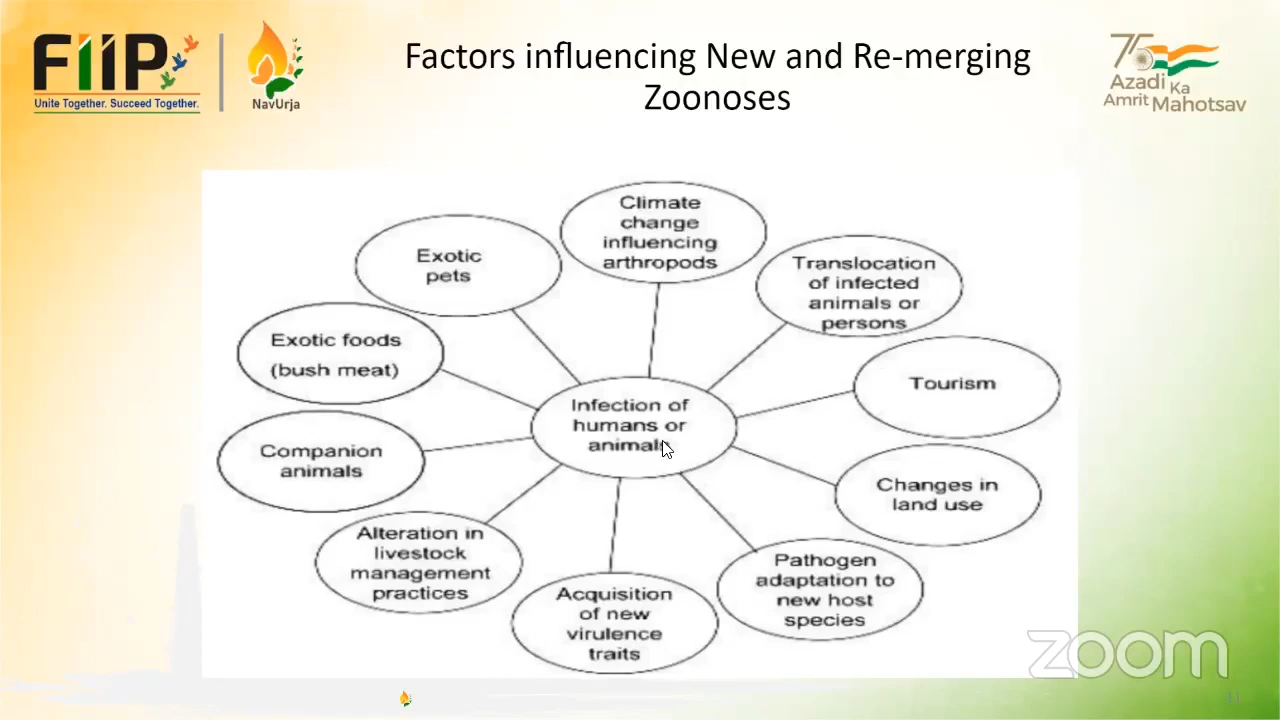 FIIP
Unite Together. Succeed Together.
NavUrja
Factors influencing New and Re-merging
Zoonoses
75
Azadi Ka
Amrit Mahotsav
Climate
change
influencing
arthropods
Exotic
pets
Translocation
of infected
animals or
persons
Exotic foods
(bush meat)
Tourism
Infection of
humans or
animals
Companion
animals
Changes in
land use
Alteration in
livestock
management
practices
Pathogen
adaptation to
new host
species
Acquisition
of new
virulence
traits
zoom
11